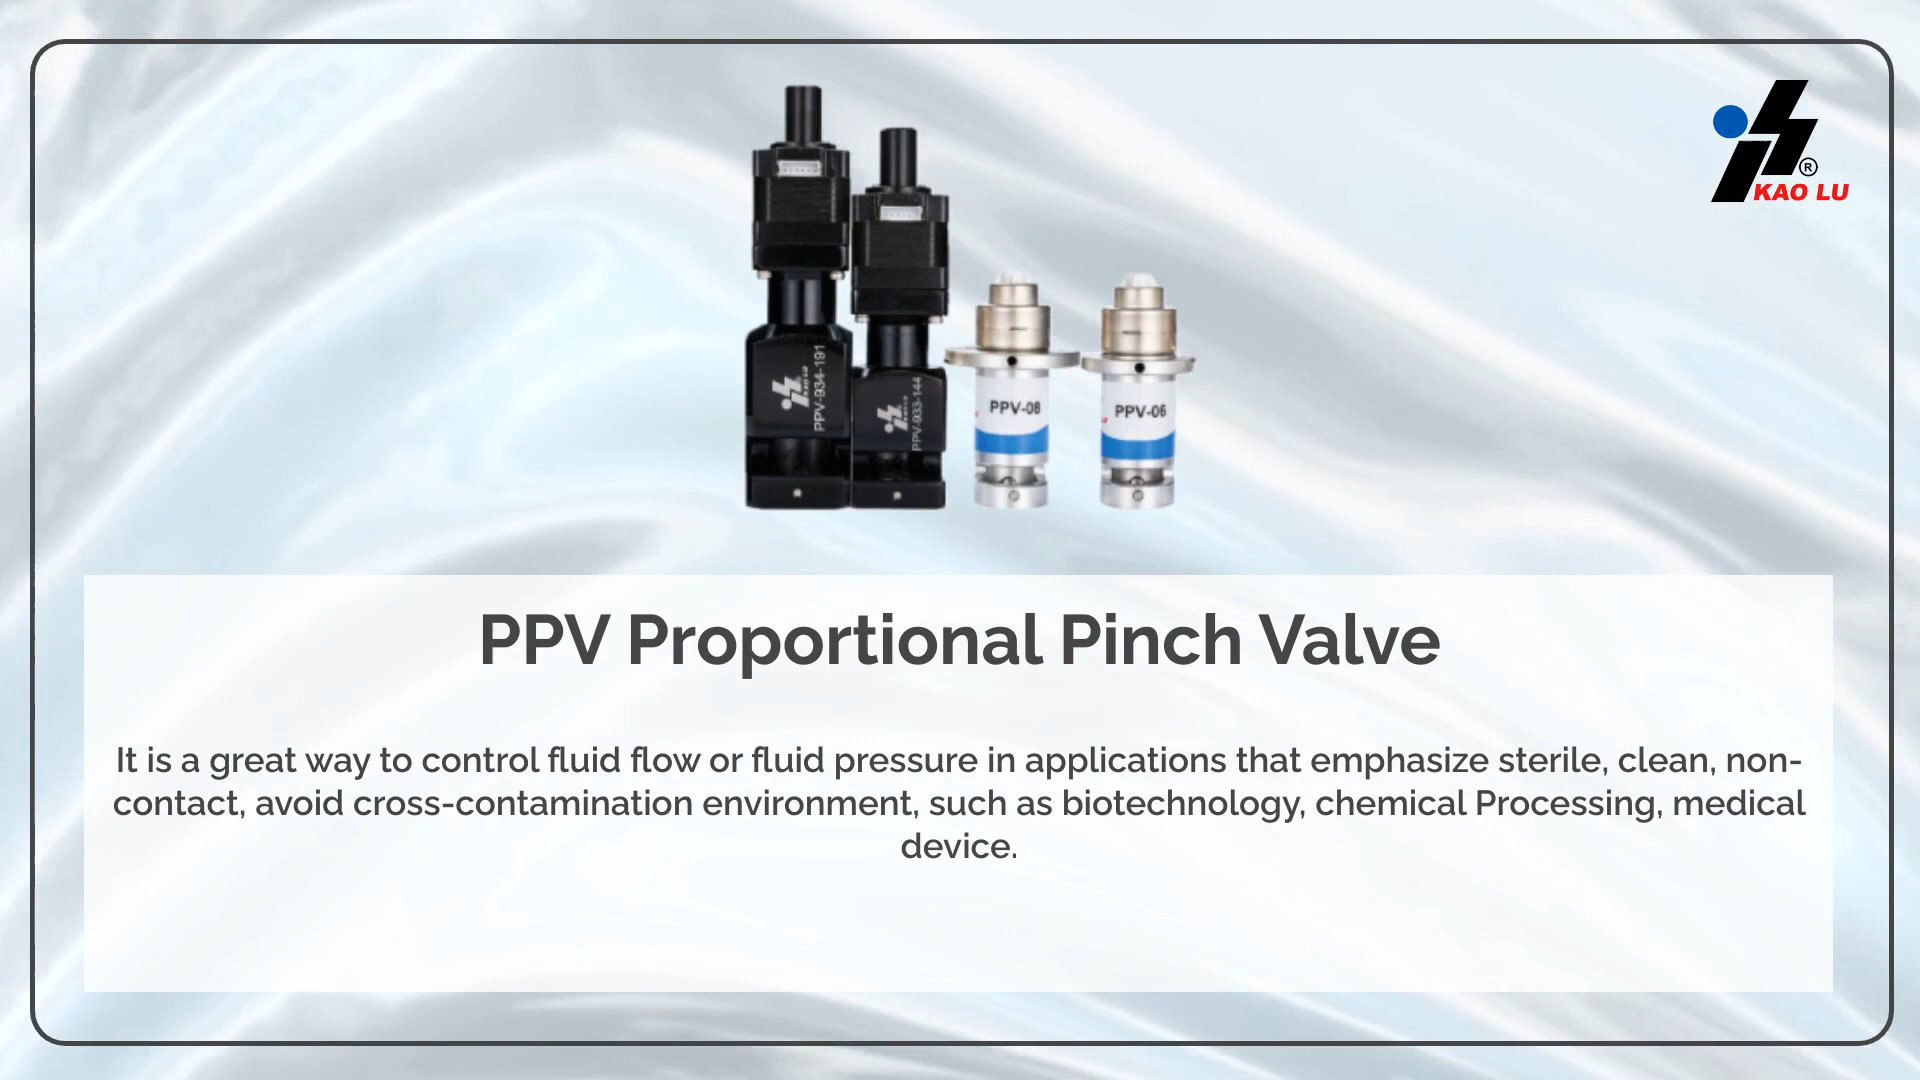 ®
KAO LU
KAO LU
PPV-934-191
PPV-933-144
PPV-08
PPV-06
PPV Proportional Pinch Valve
It is a great way to control fluid flow or fluid pressure in applications that emphasize sterile, clean, non-
contact, avoid cross-contamination environment, such as biotechnology, chemical Processing, medical
device.